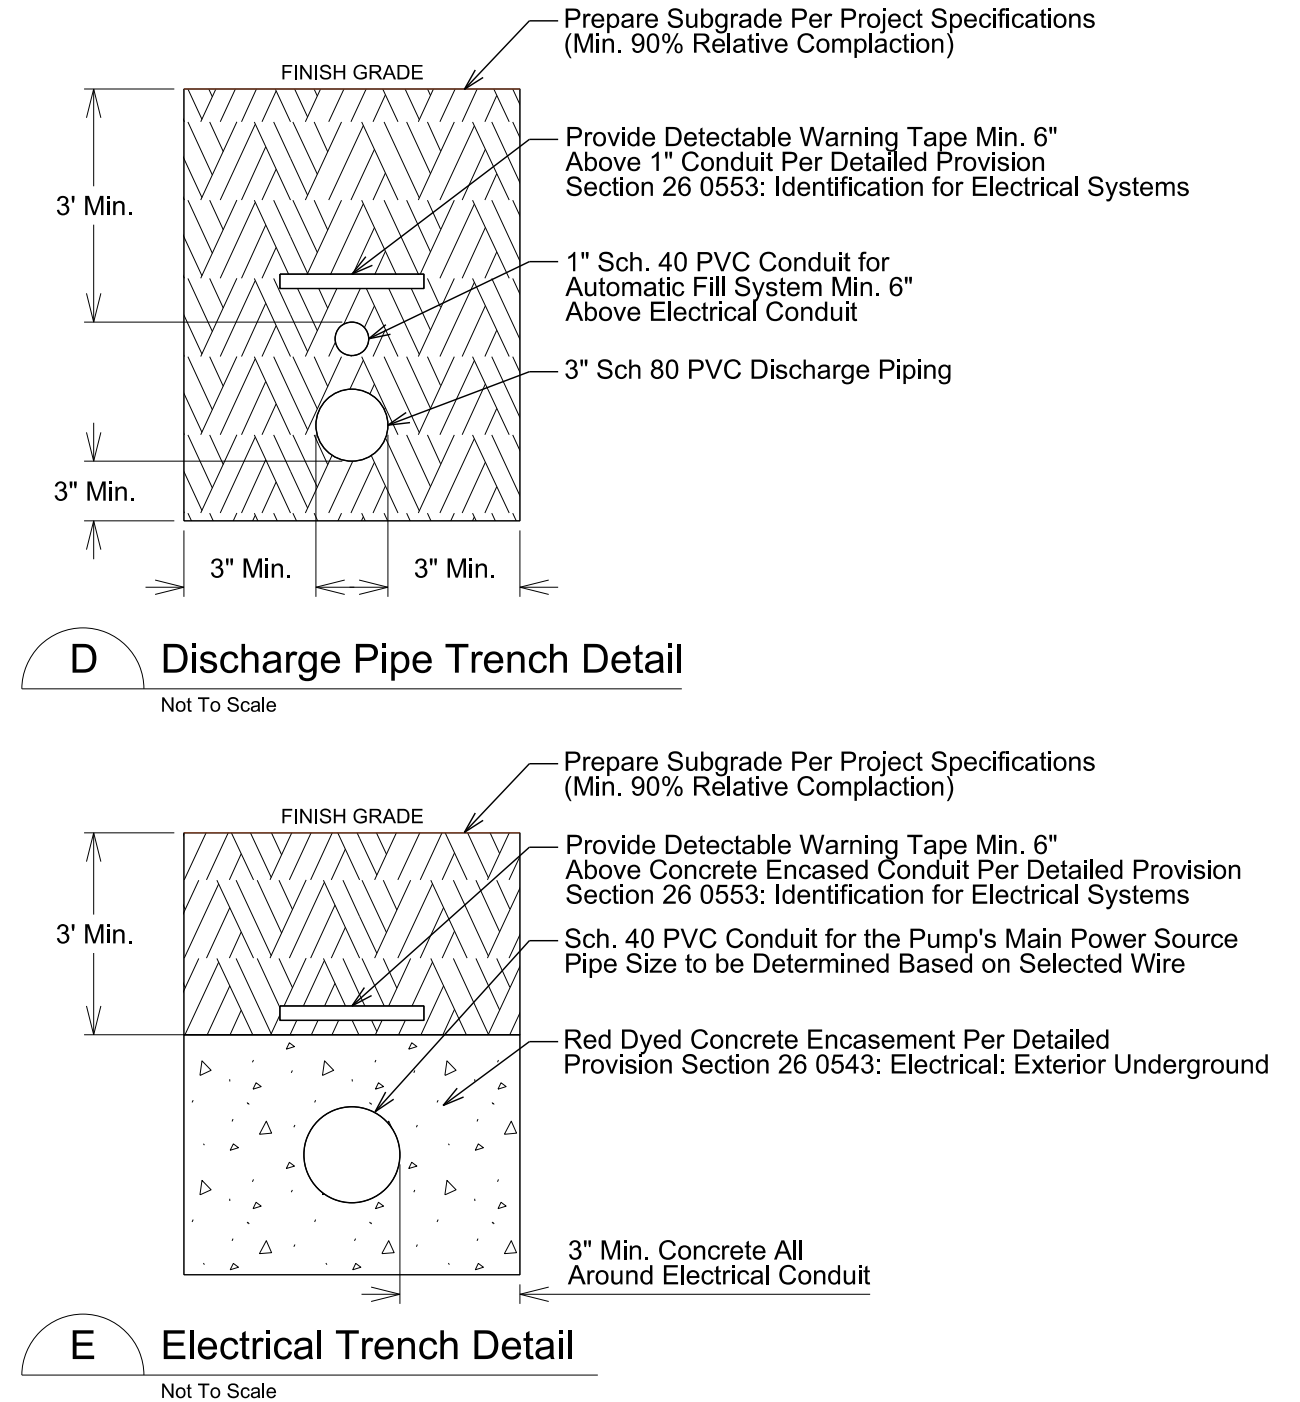 Prepare Subgrade Per Project Specifications
(Min. 90% Relative Complaction)
FINISH GRADE
Provide Detectable Warning Tape Min. 6"
Above 1" Conduit Per Detailed Provision
Section 26 0553: Identification for Electrical Systems
3' Min.
1" Sch. 40 PVC Conduit for
Automatic Fill System Min. 6"
Above Electrical Conduit
3" Sch 80 PVC Discharge Piping
3" Min.
3" Min.
3" Min.
D
Discharge Pipe Trench Detail
Not To Scale
Prepare Subgrade Per Project Specifications
(Min. 90% Relative Complaction)
FINISH GRADE
Provide Detectable Warning Tape Min. 6"
Above Concrete Encased Conduit Per Detailed Provision
Section 26 0553: Identification for Electrical Systems
3' Min.
Sch. 40 PVC Conduit for the Pump's Main Power Source
Pipe Size to be Determined Based on Selected Wire
Red Dyed Concrete Encasement Per Detailed
Provision Section 26 0543: Electrical: Exterior Underground
3" Min. Concrete All
Around Electrical Conduit
E
Electrical Trench Detail
Not To Scale